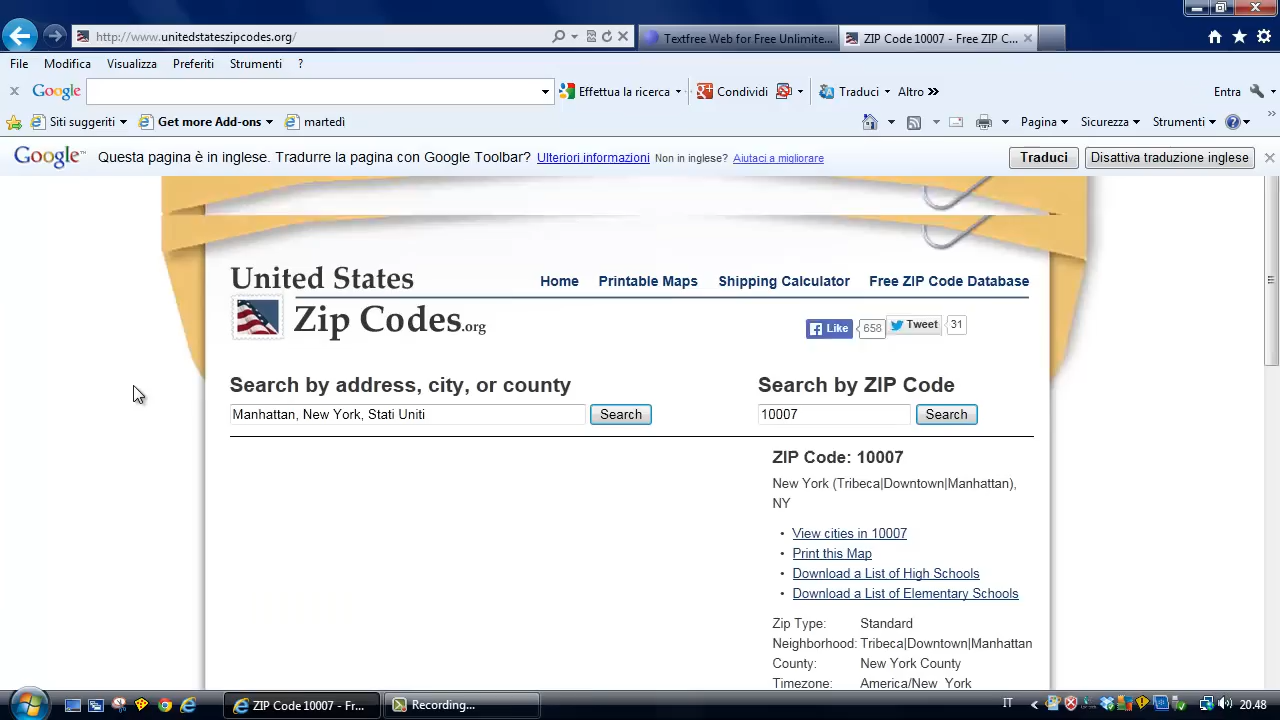 http://www.unitedstateszipcodes.org/
Textfree Web for Free Unlimite...
ZIP Code 10007 - Free ZIP C...
File Modifica Visualizza Preferiti Strumenti ?
Google Effettua la ricerca Condividi Traduci Altro » Entra
Siti suggeriti Get more Add-ons martedì Pagina Sicurezza Strumenti
Google™ Questa pagina è in inglese. Tradurre la pagina con Google Toolbar? Ulteriori informazioni Non in inglese? Aiutaci a migliorare Traduci Disattiva traduzione inglese
United States
Home Printable Maps Shipping Calculator Free ZIP Code Database
Zip Codes.org
Like 658 Tweet 31
Search by address, city, or county Search by ZIP Code
Manhattan, New York, Stati Uniti Search 10007 Search
ZIP Code: 10007
New York (Tribeca|Downtown|Manhattan),
NY
• View cities in 10007
• Print this Map
• Download a List of High Schools
• Download a List of Elementary Schools
Zip Type: Standard
Neighborhood: Tribeca|Downtown|Manhattan
County: New York County
Timezone: America/New_York
ZIP Code 10007 - Fr... Recording... IT 20.48